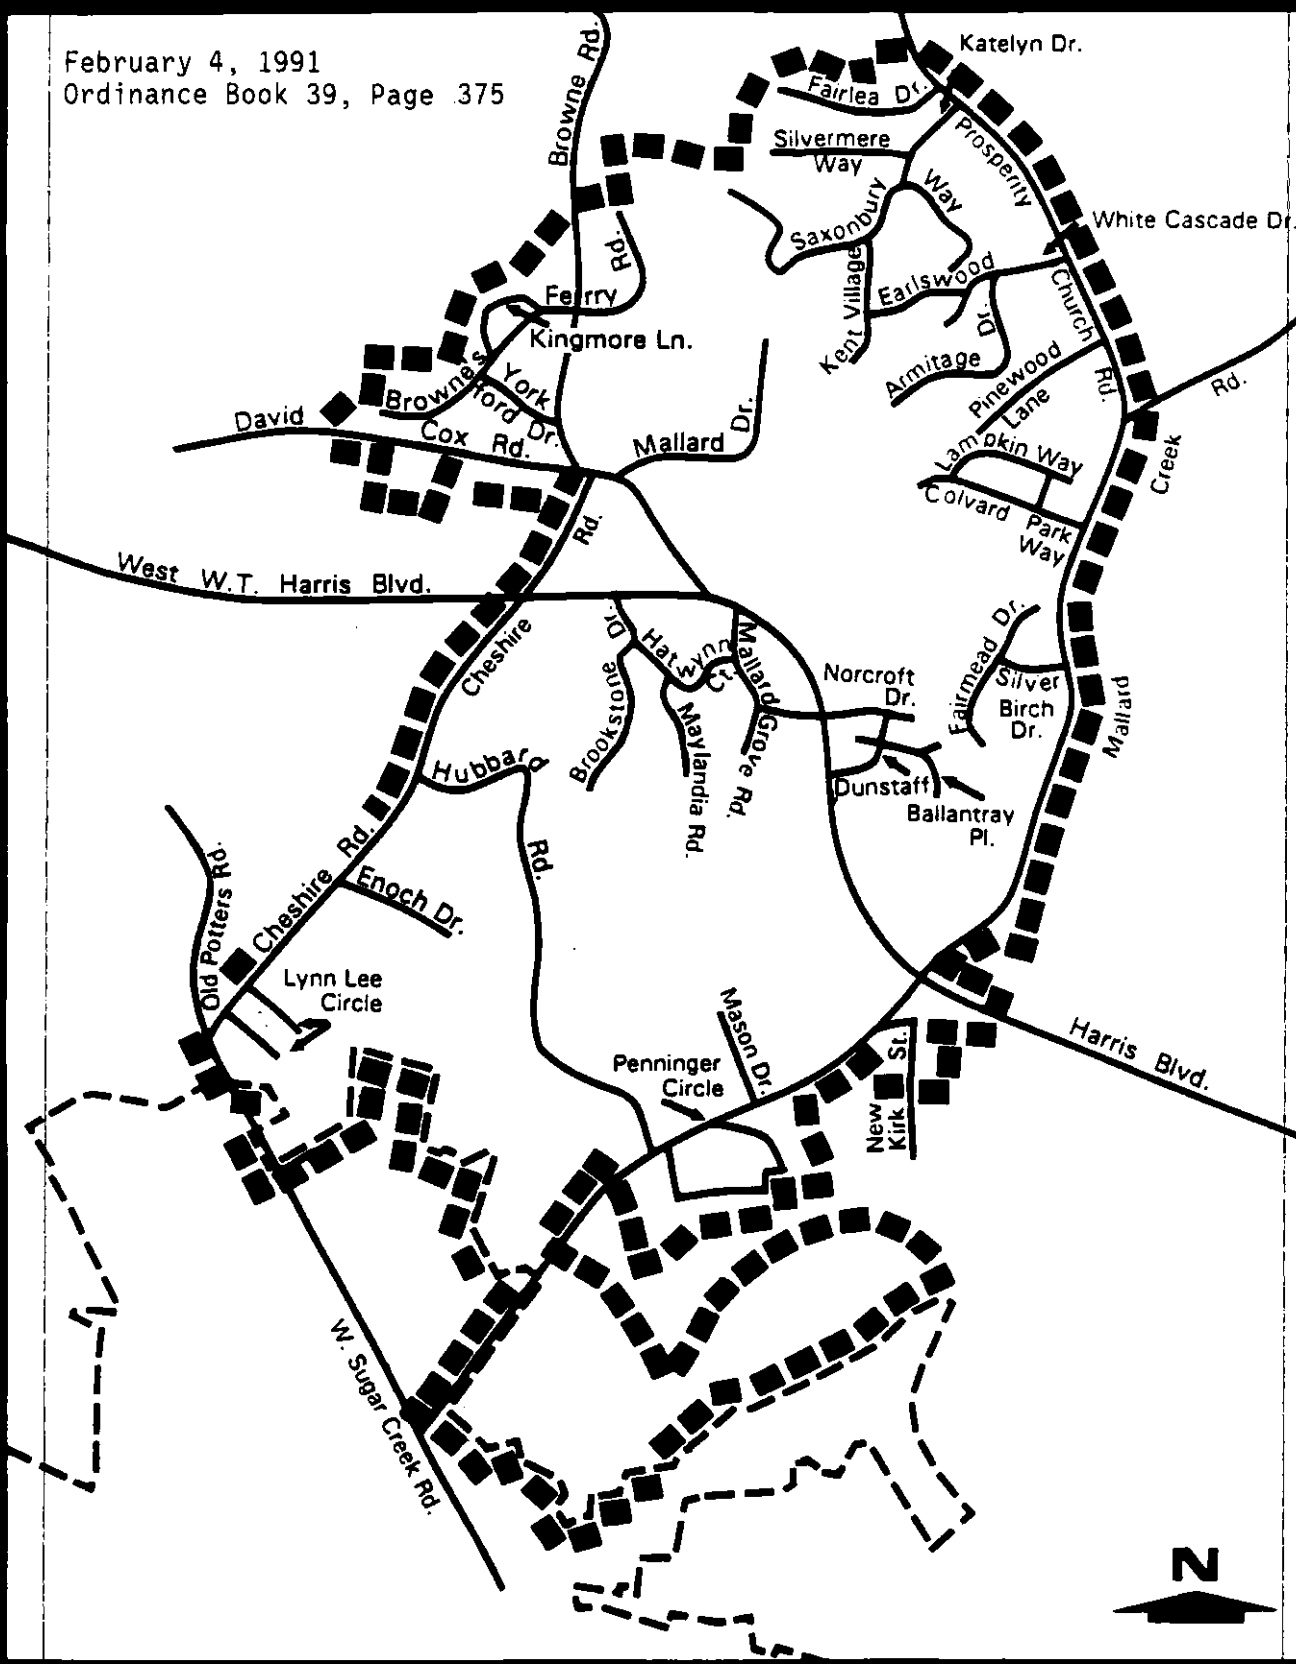 February 4, 1991
Ordinance Book 39, Page 375
Katelyn Dr.
Browne Rd.
Fairlea Dr.
Silvermere
Way
Prosperity
Church
Rd.
White Cascade Dr.
Saxonbury
Way
Kent Village
Earlswood
Dr.
Armitage
Pinewood
Lane
Rd.
Ferry
Kingmore Ln.
Browne's
York
ford Dr.
David
Cox Rd.
Mallard Dr.
Lampkin Way
Colvard Park
Way
Rd.
Creek
Mallard
Rd.
West W.T. Harris Blvd.
Cheshire
Dr.
Brookstone
Hat
wynn
Ct.
Mallard Grove Rd.
Maylandia Rd.
Norcroft
Dr.
Dunstaff
Ballantray
Pl.
Fairmead Dr.
Silver
Birch
Dr.
Hubbard
Rd.
Cheshire Rd.
Enoch Dr.
Old Potters Rd.
Lynn Lee
Circle
Mason Dr.
Penninger
Circle
New
Kirk St.
Harris Blvd.
W. Sugar Creek Rd.
N